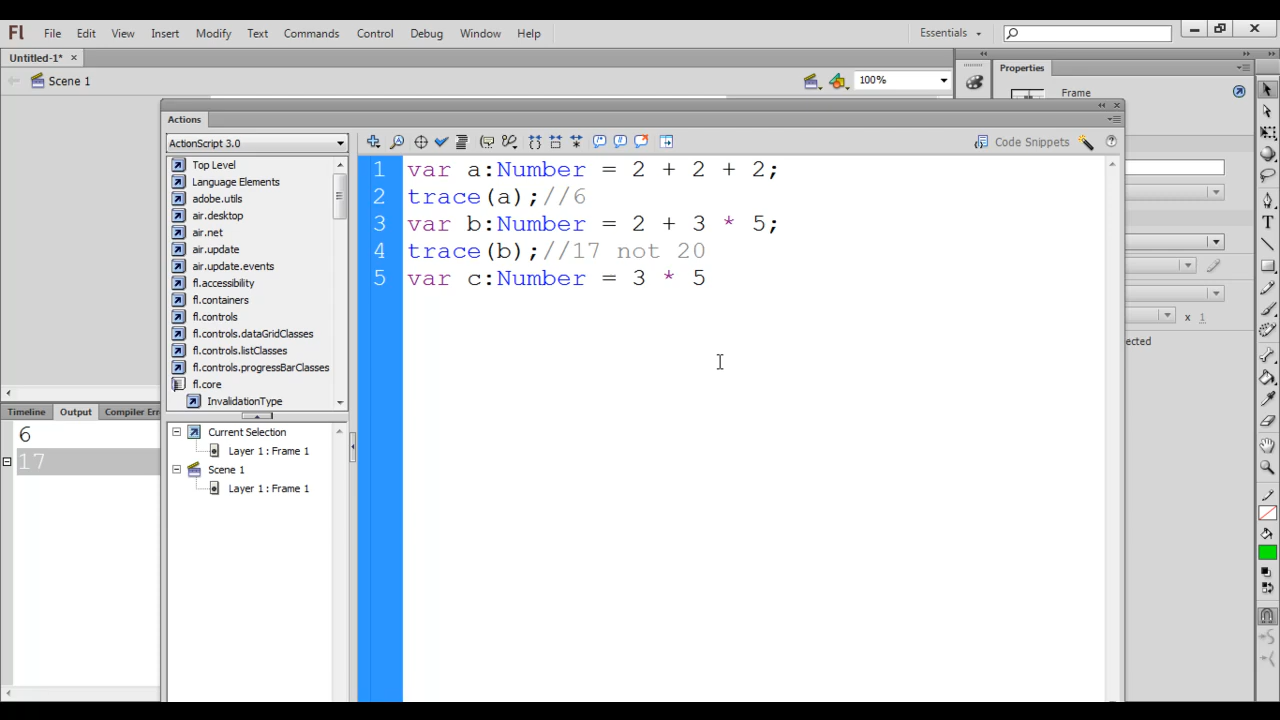 Fl File Edit View Insert Modify Text Commands Control Debug Window Help Essentials
Untitled-1* ×
Scene 1 100% Properties
Frame
Actions
ActionScript 3.0 Code Snippets
Top Level
Language Elements
adobe.utils
air.desktop
air.net
air.update
air.update.events
fl.accessibility
fl.containers
fl.controls
fl.controls.dataGridClasses
fl.controls.listClasses
fl.controls.progressBarClasses
fl.core
InvalidationType
1 var a:Number = 2 + 2 + 2;
2 trace(a);//6
3 var b:Number = 2 + 3 * 5;
4 trace(b);//17 not 20
5 var c:Number = 3 * 5
x 1
ected
Timeline Output Compiler Err
6
17
Current Selection
Layer 1 : Frame 1
Scene 1
Layer 1 : Frame 1